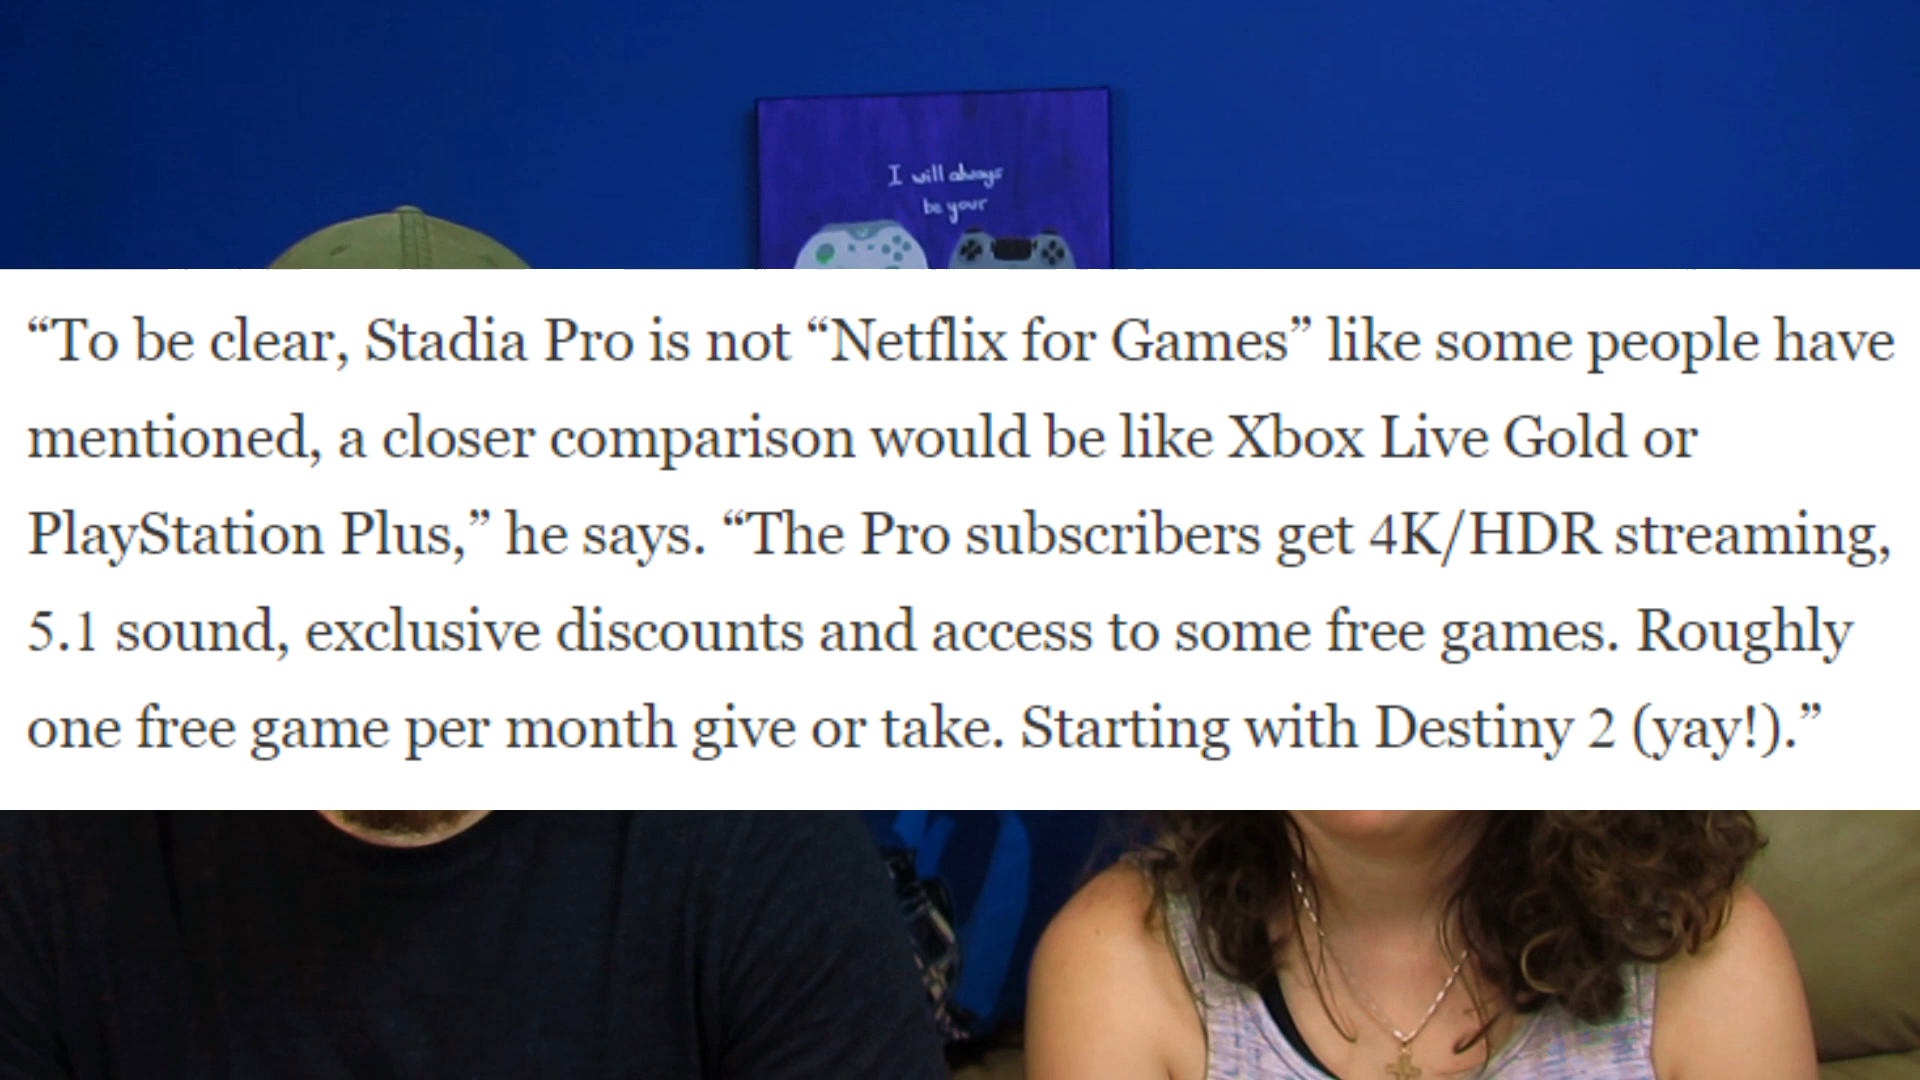 I will always
be your
“To be clear, Stadia Pro is not “Netflix for Games” like some people have
mentioned, a closer comparison would be like Xbox Live Gold or
PlayStation Plus,” he says. “The Pro subscribers get 4K/HDR streaming,
5.1 sound, exclusive discounts and access to some free games. Roughly
one free game per month give or take. Starting with Destiny 2 (yay!).”